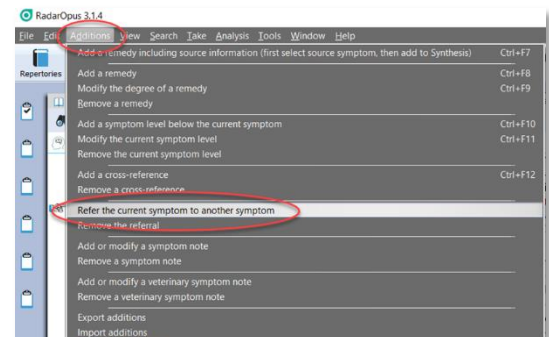 RadarOpus 3.1.4
File Edit Additions View Search Take Analysis Tools Window Help
Add a remedy including source information (first select source symptom, then add to Synthesis) Ctrl+F7
Repertories
Add a remedy Ctrl+F8
Modify the degree of a remedy Ctrl+F9
Remove a remedy
Add a symptom level below the current symptom Ctrl+F10
Modify the current symptom level Ctrl+F11
Remove the current symptom level
Add a cross-reference Ctrl+F12
Remove a cross-reference
Refer the current symptom to another symptom
Remove the referral
Add or modify a symptom note
Remove a symptom note
Add or modify a veterinary symptom note
Remove a veterinary symptom note
Export additions
Import additions